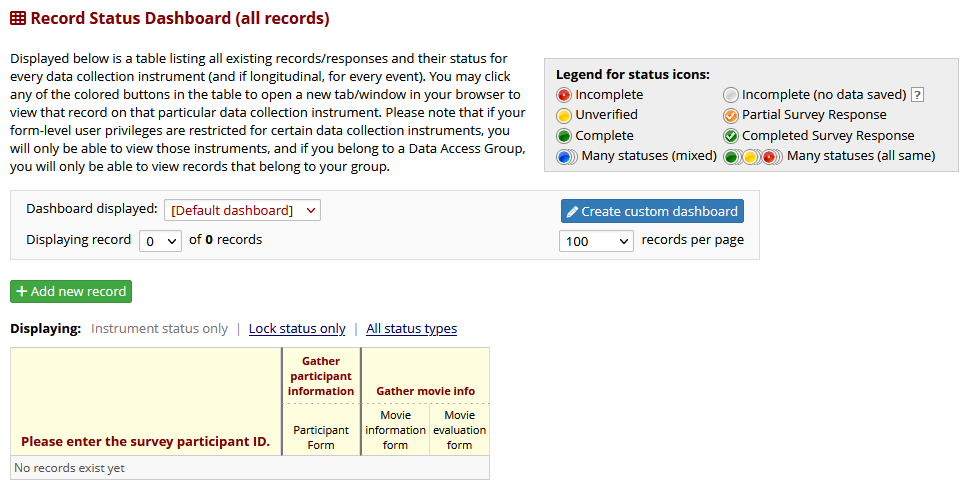 Record Status Dashboard (all records)
Displayed below is a table listing all existing records/responses and their status for
every data collection instrument (and if longitudinal, for every event). You may click
any of the colored buttons in the table to open a new tab/window in your browser to
view that record on that particular data collection instrument. Please note that if your
form-level user privileges are restricted for certain data collection instruments, you
will only be able to view those instruments, and if you belong to a Data Access Group,
you will only be able to view records that belong to your group.
Legend for status icons:
Incomplete Incomplete (no data saved) ?
Unverified Partial Survey Response
Complete Completed Survey Response
Many statuses (mixed) Many statuses (all same)
Dashboard displayed: [Default dashboard] Create custom dashboard
Displaying record 0 of 0 records 100 records per page
+ Add new record
Displaying: Instrument status only | Lock status only | All status types
Gather
participant
information
Gather movie info
Please enter the survey participant ID.
Participant
Form
Movie
information
form
Movie
evaluation
form
No records exist yet